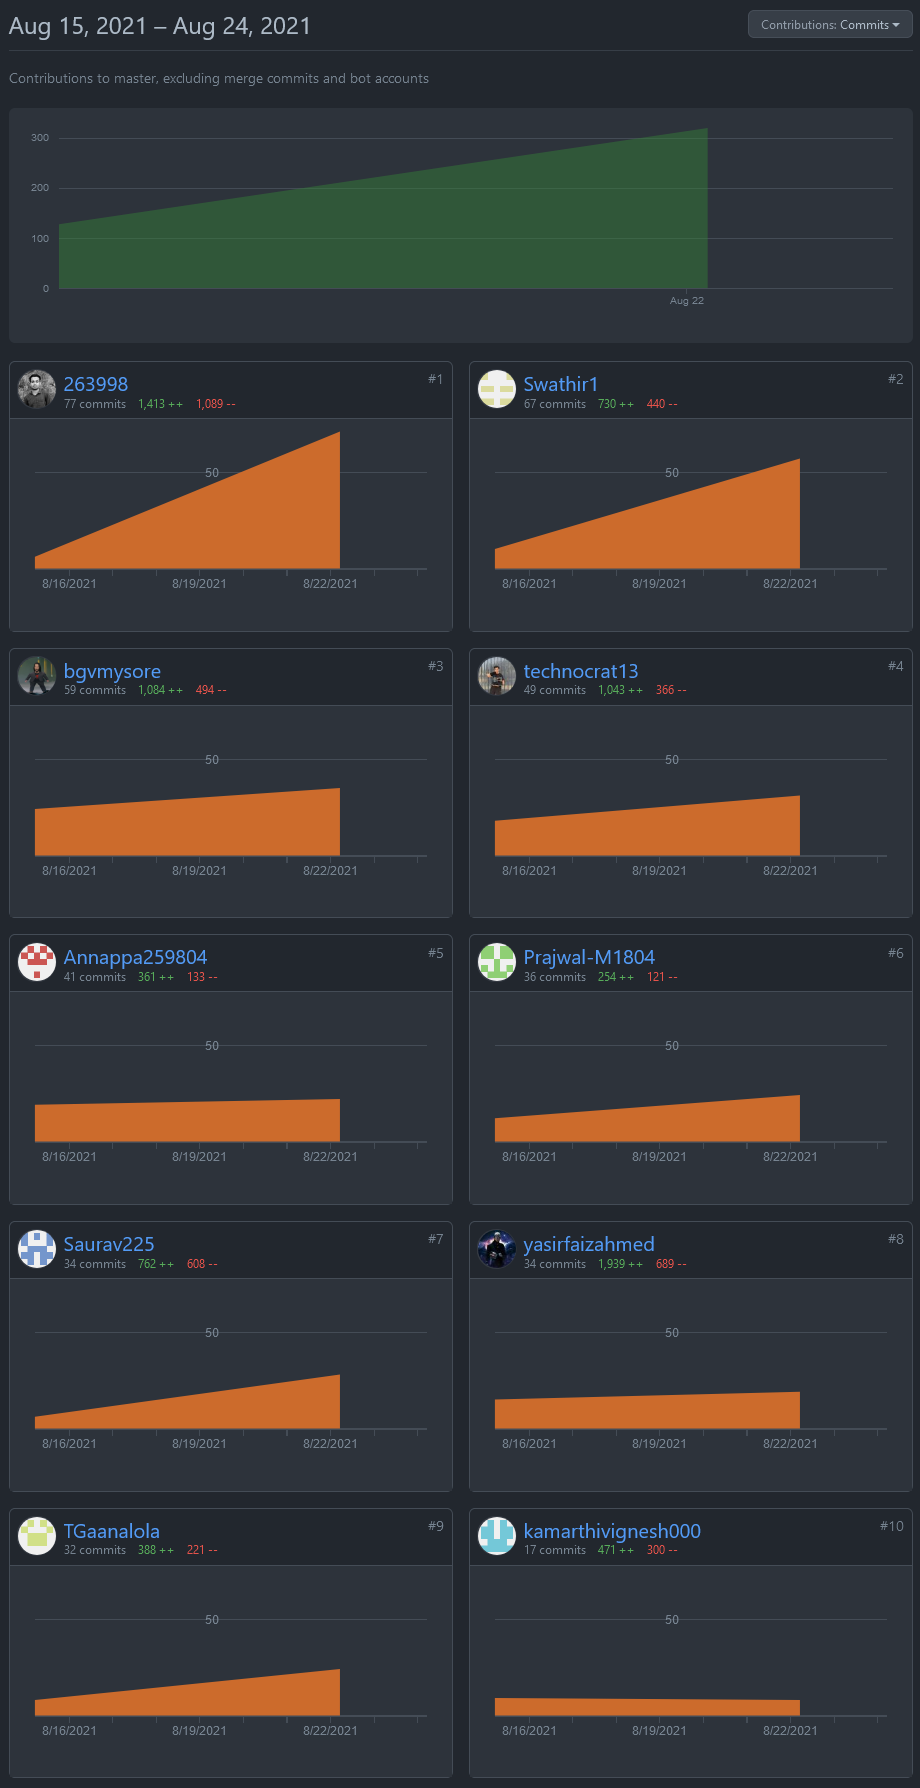 Aug 15, 2021 – Aug 24, 2021
Contributions: Commits
Contributions to master, excluding merge commits and bot accounts
300
200
100
0
Aug 22
263998
#1
77 commits 1,413 ++ 1,089 --
50
8/16/2021 8/19/2021 8/22/2021
Swathir1
#2
67 commits 730 ++ 440 --
50
8/16/2021 8/19/2021 8/22/2021
bgvmysore
#3
59 commits 1,084 ++ 494 --
50
8/16/2021 8/19/2021 8/22/2021
technocrat13
#4
49 commits 1,043 ++ 366 --
50
8/16/2021 8/19/2021 8/22/2021
Annappa259804
#5
41 commits 361 ++ 133 --
50
8/16/2021 8/19/2021 8/22/2021
Prajwal-M1804
#6
36 commits 254 ++ 121 --
50
8/16/2021 8/19/2021 8/22/2021
Saurav225
#7
34 commits 762 ++ 608 --
50
8/16/2021 8/19/2021 8/22/2021
yasirfaizahmed
#8
34 commits 1,939 ++ 689 --
50
8/16/2021 8/19/2021 8/22/2021
TGaanalola
#9
32 commits 388 ++ 221 --
50
8/16/2021 8/19/2021 8/22/2021
kamarthivignesh000
#10
17 commits 471 ++ 300 --
50
8/16/2021 8/19/2021 8/22/2021